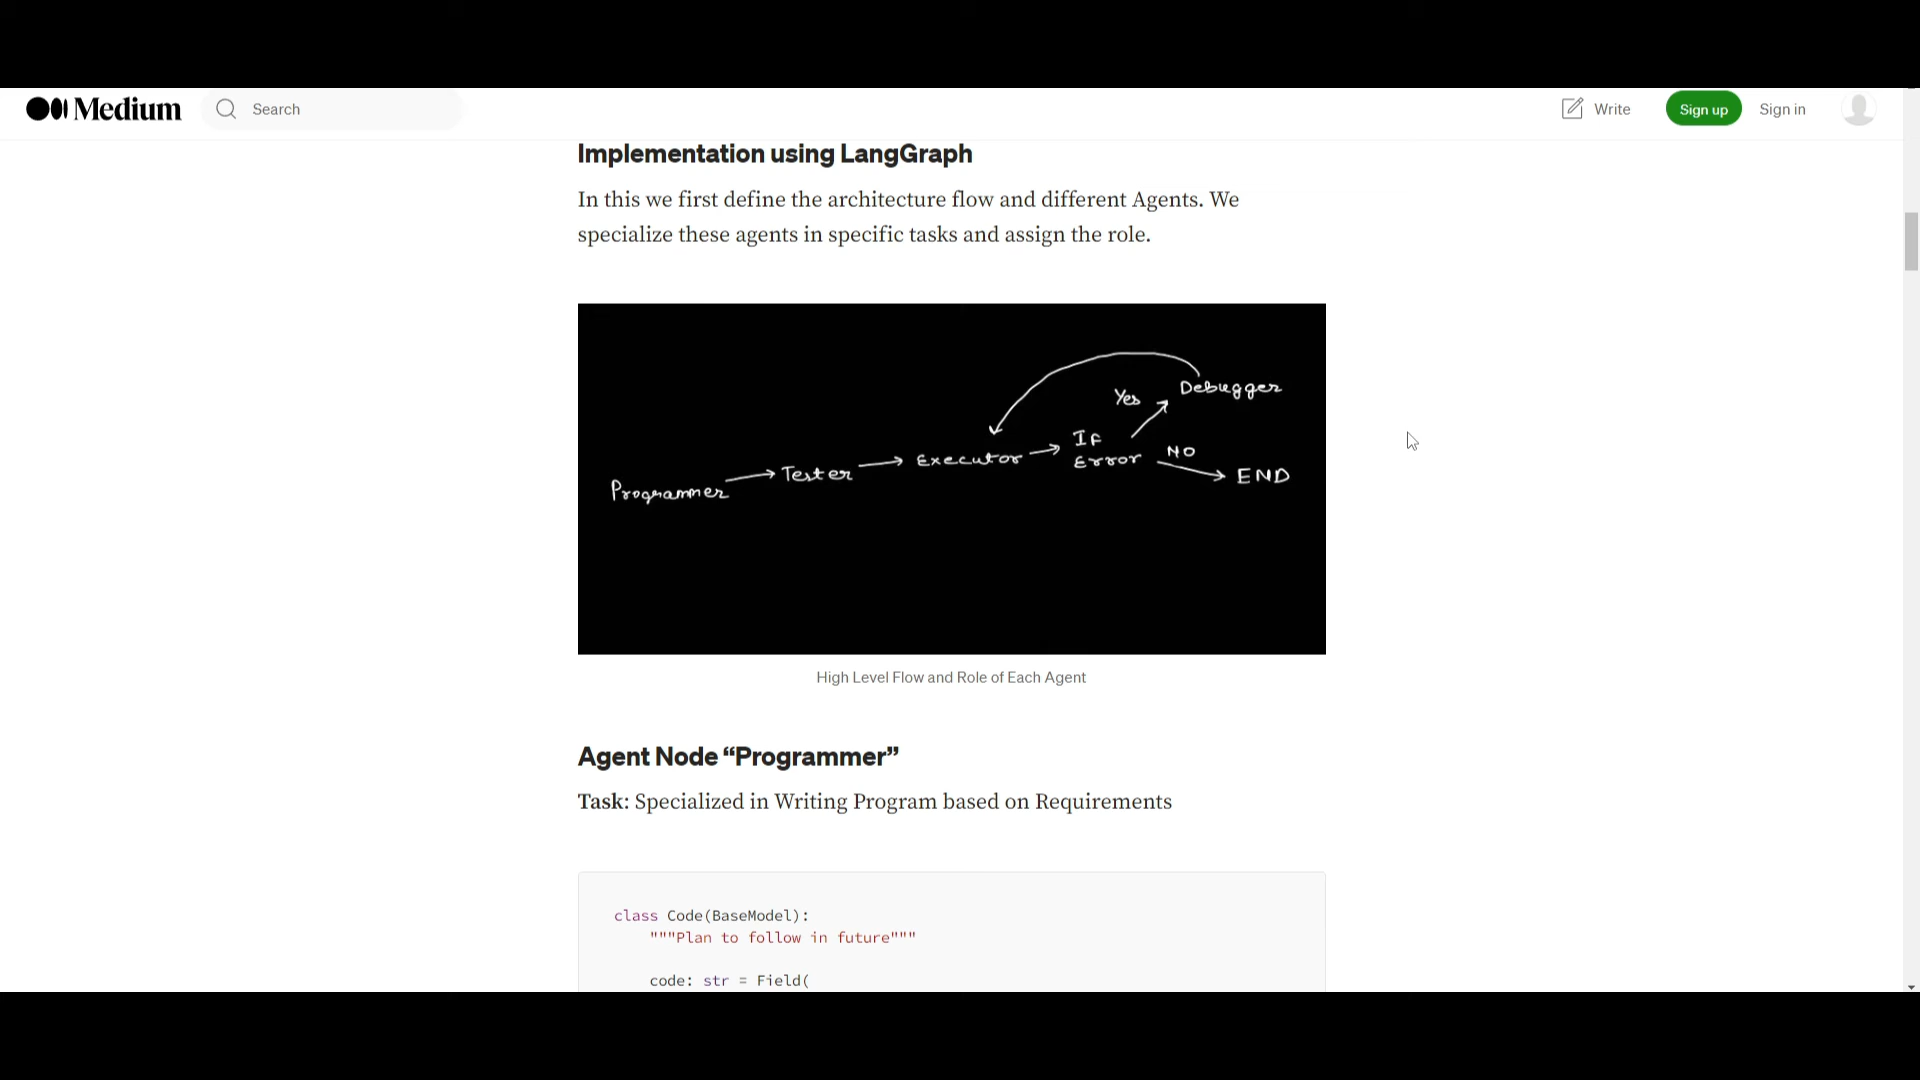 Medium
Search
Write
Sign up
Sign in
Implementation using LangGraph
In this we first define the architecture flow and different Agents. We
specialize these agents in specific tasks and assign the role.
Programmer
Tester
Executor
If
Error
Yes
Debugger
NO
END
High Level Flow and Role of Each Agent
Agent Node “Programmer”
Task: Specialized in Writing Program based on Requirements
class Code(BaseModel):
"""Plan to follow in future"""
code: str = Field(